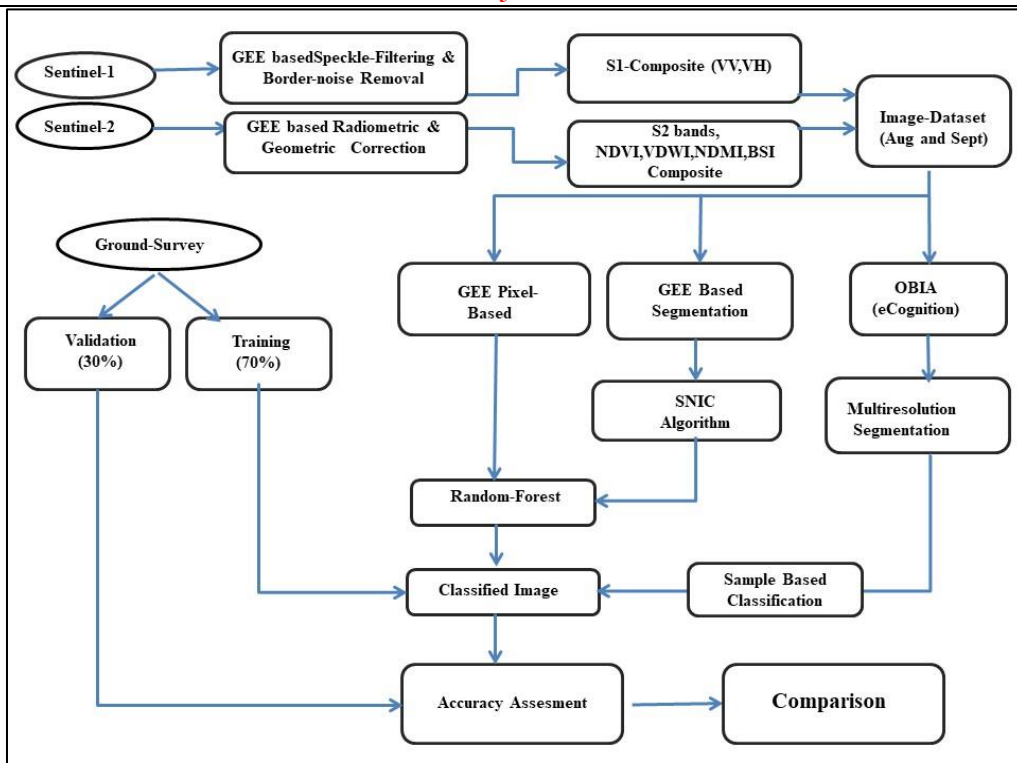 Sentinel-1
GEE basedSpeckle-Filtering &
Border-noise Removal
S1-Composite (VV,VH)
Sentinel-2
GEE based Radiometric &
Geometric Correction
S2 bands,
NDVI,VDWI,NDMI,BSI
Composite
Image-Dataset
(Aug and Sept)
Ground-Survey
Validation
(30%)
Training
(70%)
GEE Pixel-
Based
GEE Based
Segmentation
OBIA
(eCognition)
SNIC
Algorithm
Multiresolution
Segmentation
Random-Forest
Classified Image
Sample Based
Classification
Accuracy Assesment
Comparison